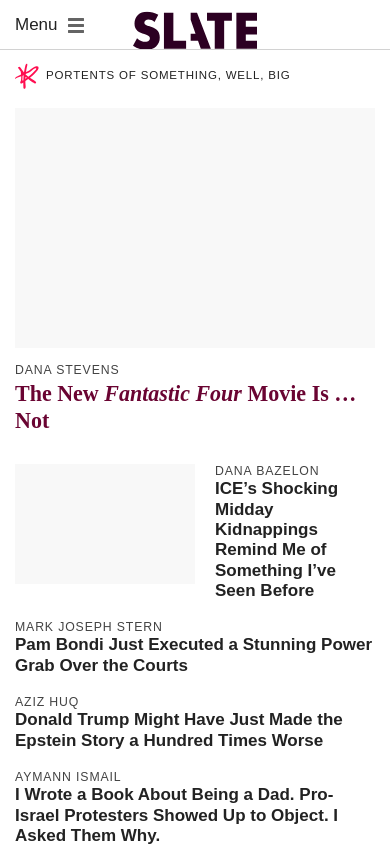 Menu
SLATE
PORTENTS OF SOMETHING, WELL, BIG
DANA STEVENS
The New Fantastic Four Movie Is …
Not
DANA BAZELON
ICE’s Shocking
Midday
Kidnappings
Remind Me of
Something I’ve
Seen Before
MARK JOSEPH STERN
Pam Bondi Just Executed a Stunning Power
Grab Over the Courts
AZIZ HUQ
Donald Trump Might Have Just Made the
Epstein Story a Hundred Times Worse
AYMANN ISMAIL
I Wrote a Book About Being a Dad. Pro-
Israel Protesters Showed Up to Object. I
Asked Them Why.